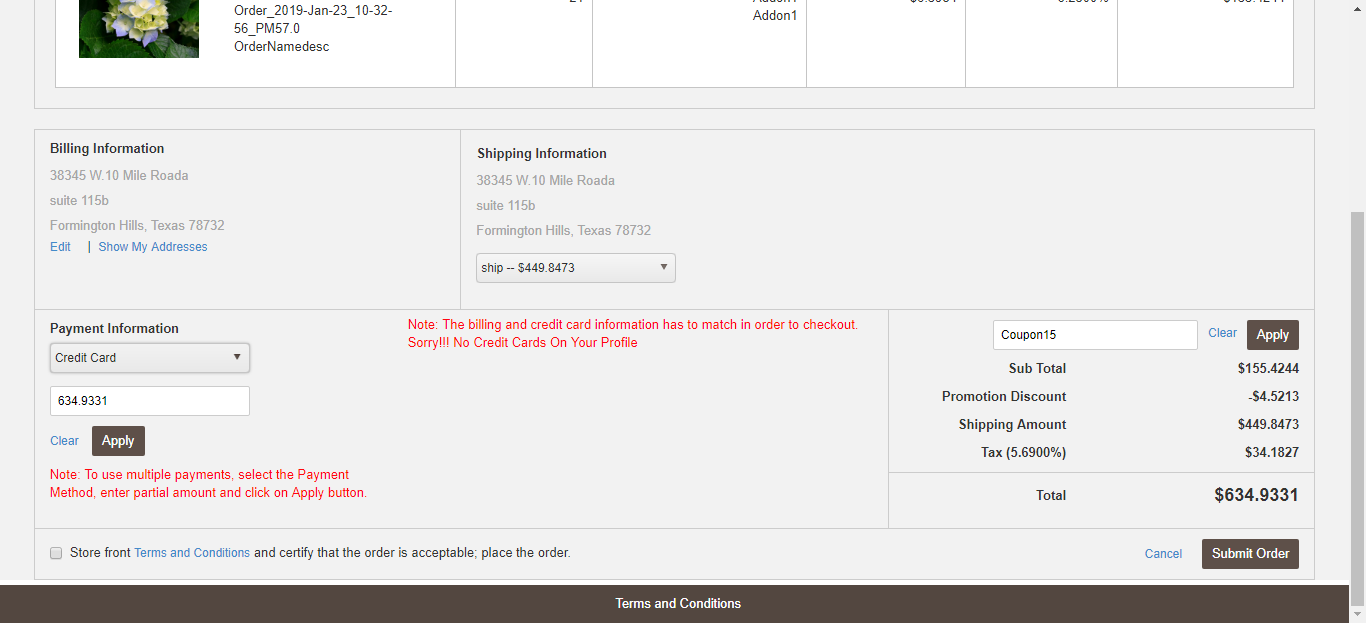 Order_2019-Jan-23_10-32-
56_PM57.0
OrderNamedesc
Addon1
Billing Information
38345 W.10 Mile Roada
suite 115b
Formington Hills, Texas 78732
Edit | Show My Addresses
Shipping Information
38345 W.10 Mile Roada
suite 115b
Formington Hills, Texas 78732
ship -- $449.8473
Payment Information
Credit Card
634.9331
Clear Apply
Note: To use multiple payments, select the Payment
Method, enter partial amount and click on Apply button.
Note: The billing and credit card information has to match in order to checkout.
Sorry!!! No Credit Cards On Your Profile
Coupon15 Clear Apply
Sub Total $155.4244
Promotion Discount -$4.5213
Shipping Amount $449.8473
Tax (5.6900%) $34.1827
Total $634.9331
Store front Terms and Conditions and certify that the order is acceptable; place the order.
Cancel Submit Order
Terms and Conditions